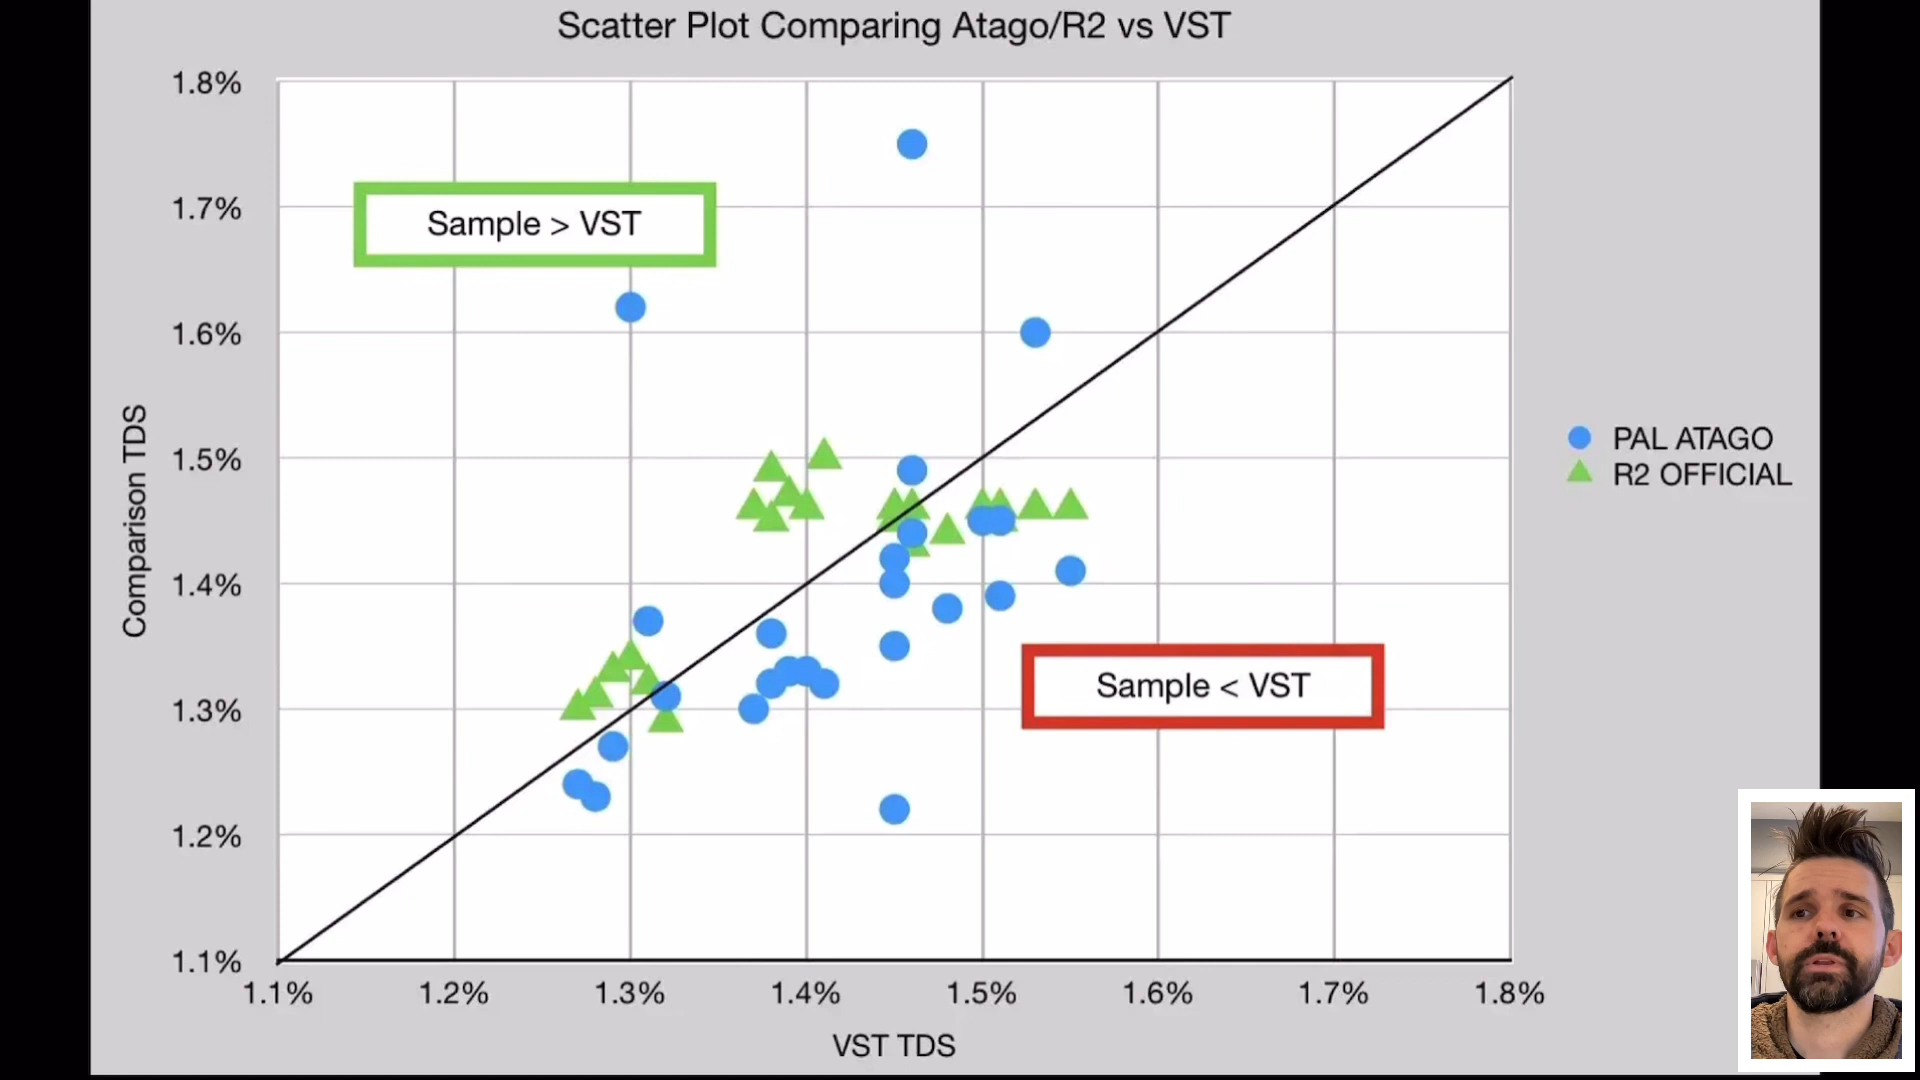 Scatter Plot Comparing Atago/R2 vs VST
1.8%
1.7%
1.6%
1.5%
1.4%
1.3%
1.2%
1.1%
Comparison TDS
Sample > VST
Sample < VST
PAL ATAGO
R2 OFFICIAL
1.1% 1.2% 1.3% 1.4% 1.5% 1.6% 1.7% 1.8%
VST TDS